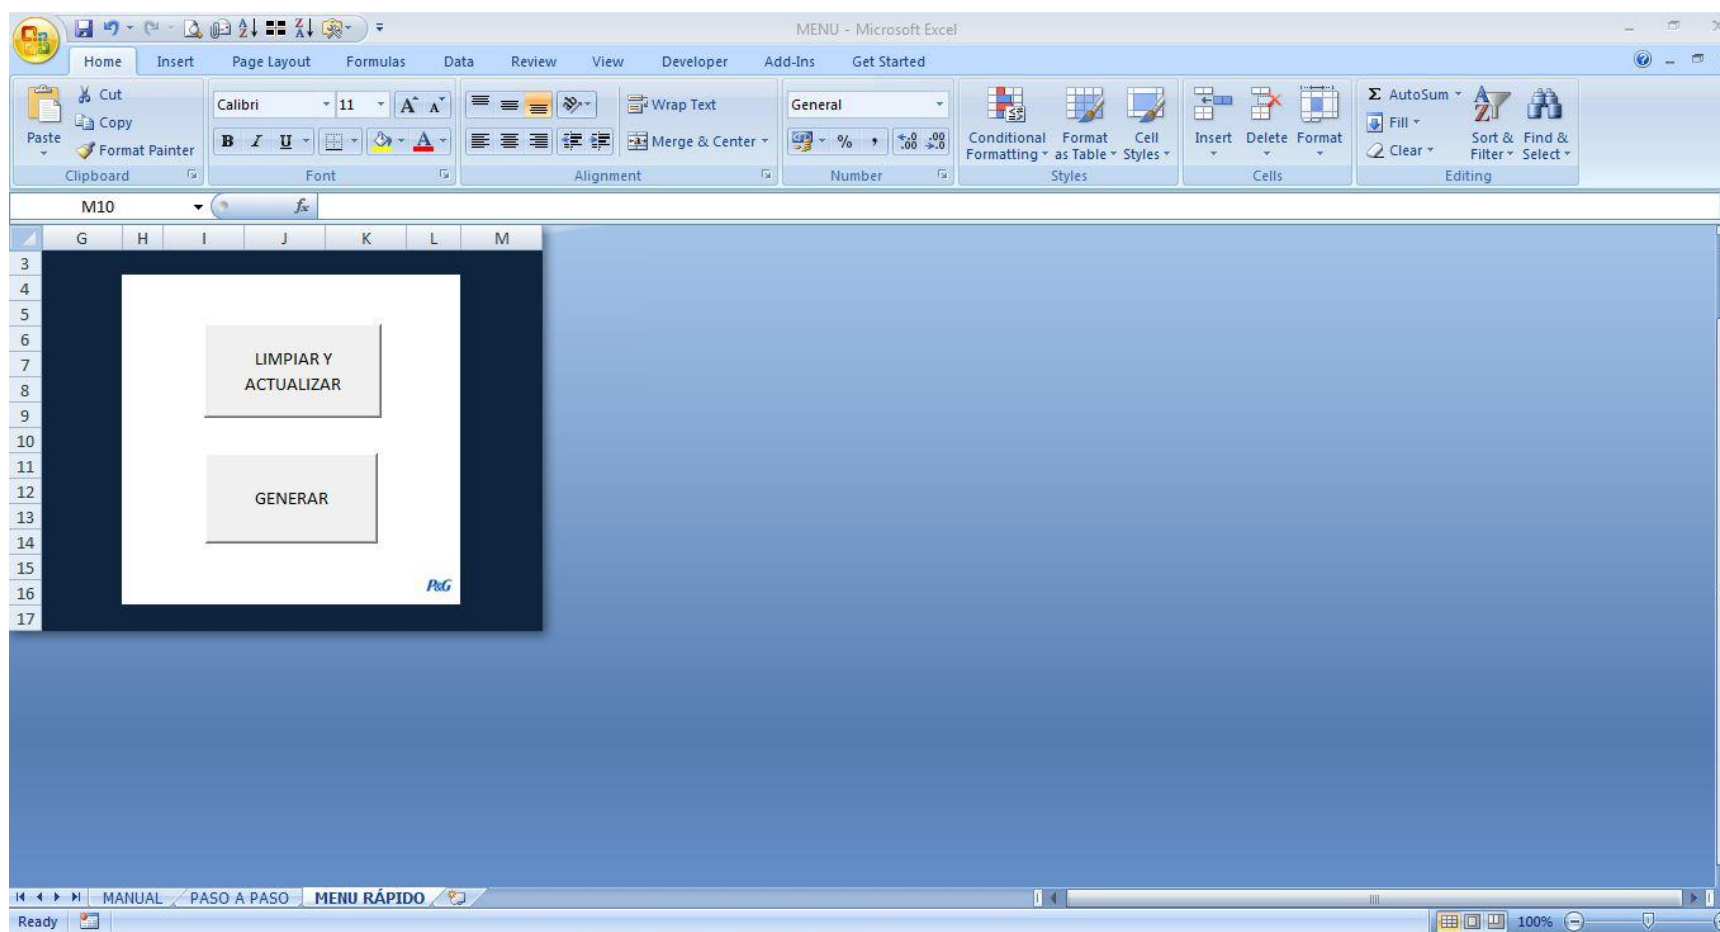 MENU - Microsoft Excel
Home Insert Page Layout Formulas Data Review View Developer Add-Ins Get Started
Paste
Cut
Copy
Format Painter
Clipboard
Calibri 11
B I U
Font
Wrap Text
Merge & Center
Alignment
General
%
Number
Conditional Formatting
Format as Table
Cell Styles
Styles
Insert Delete Format
Cells
Σ AutoSum
Fill
Clear
Sort & Filter
Find & Select
Editing
M10 fx
G H I J K L M
3
4
5
6
7
8
9
10
11
12
13
14
15
16
17
LIMPIAR Y
ACTUALIZAR
GENERAR
P&G
MANUAL PASO A PASO MENU RÁPIDO
Ready 100%